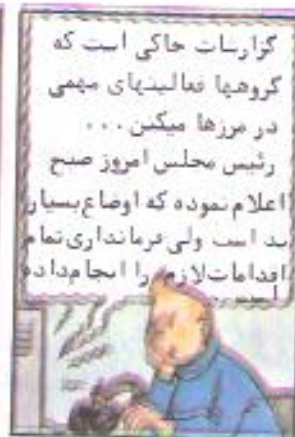 گزارشات حاکی است که
گروهها فعالیتهای مهمی
در مرزها میکنن...
رئیس مجلس امروز صبح
اعلام نموده که اوضاع بسیار
بد است ولی فرمانداری تمام
اقدامات لازم را انجام داده
است